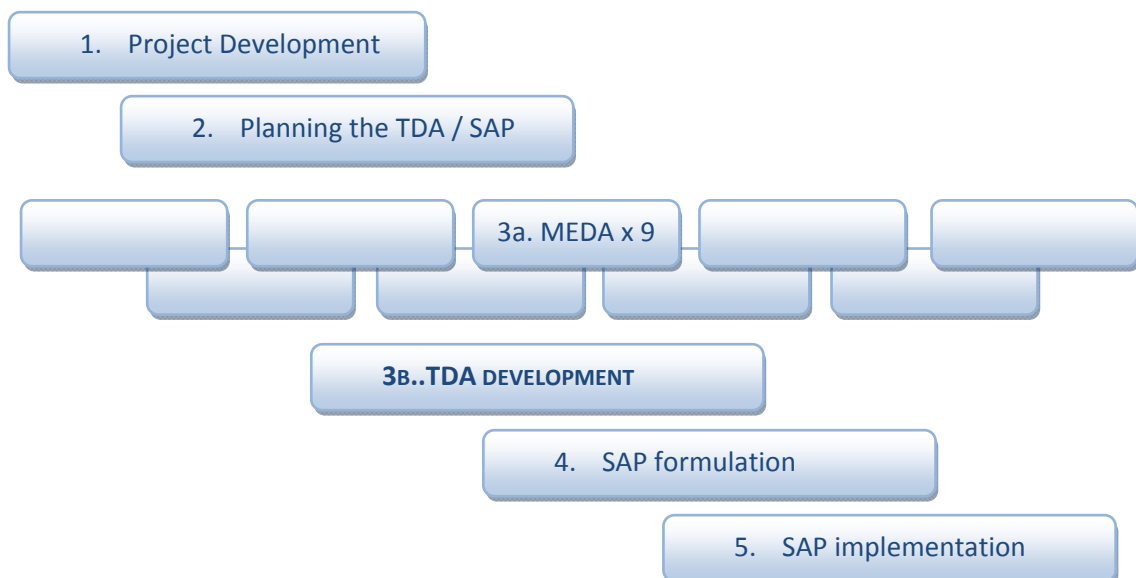 1. Project Development
2. Planning the TDA / SAP
3a. MEDA x 9
3B..TDA DEVELOPMENT
4. SAP formulation
5. SAP implementation